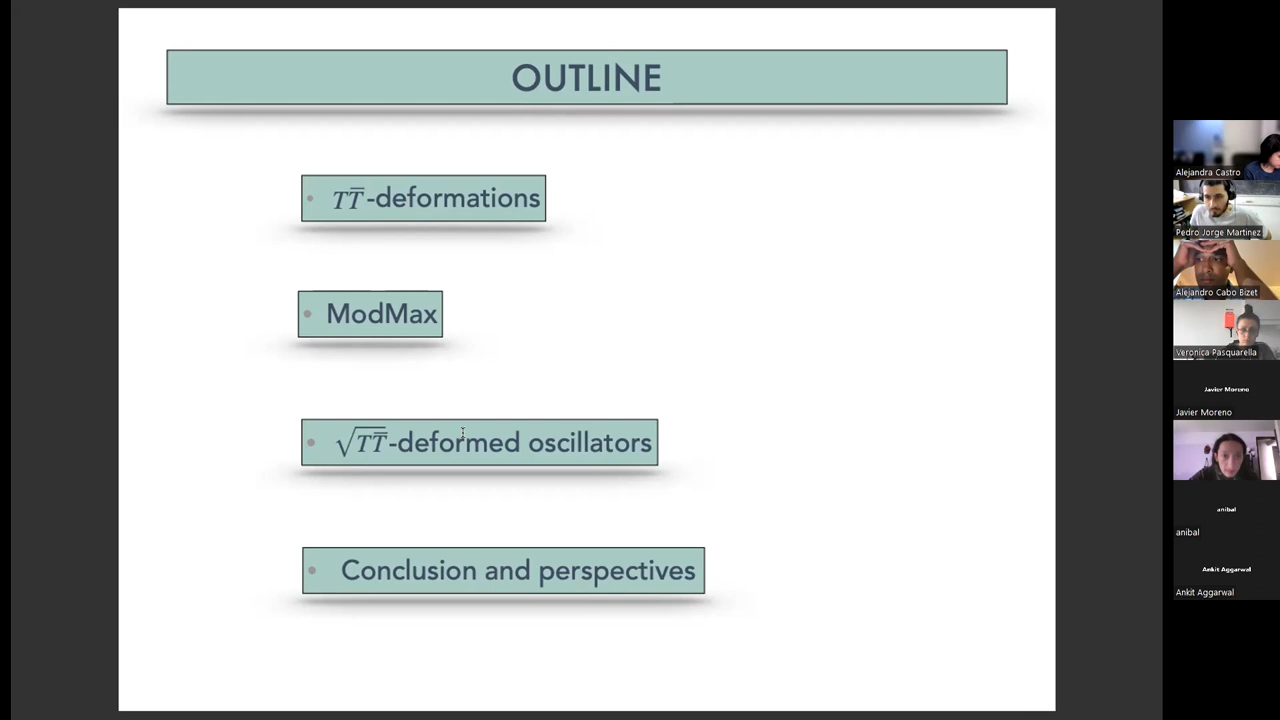 OUTLINE
• TT̅-deformations
• ModMax
• √TT̅-deformed oscillators
• Conclusion and perspectives
Alejandra Castro
Pedro Jorge Martinez
Alejandro Cabo Bizet
Veronica Pasquarella
Javier Moreno
Javier Moreno
anibal
anibal
Ankit Aggarwal
Ankit Aggarwal